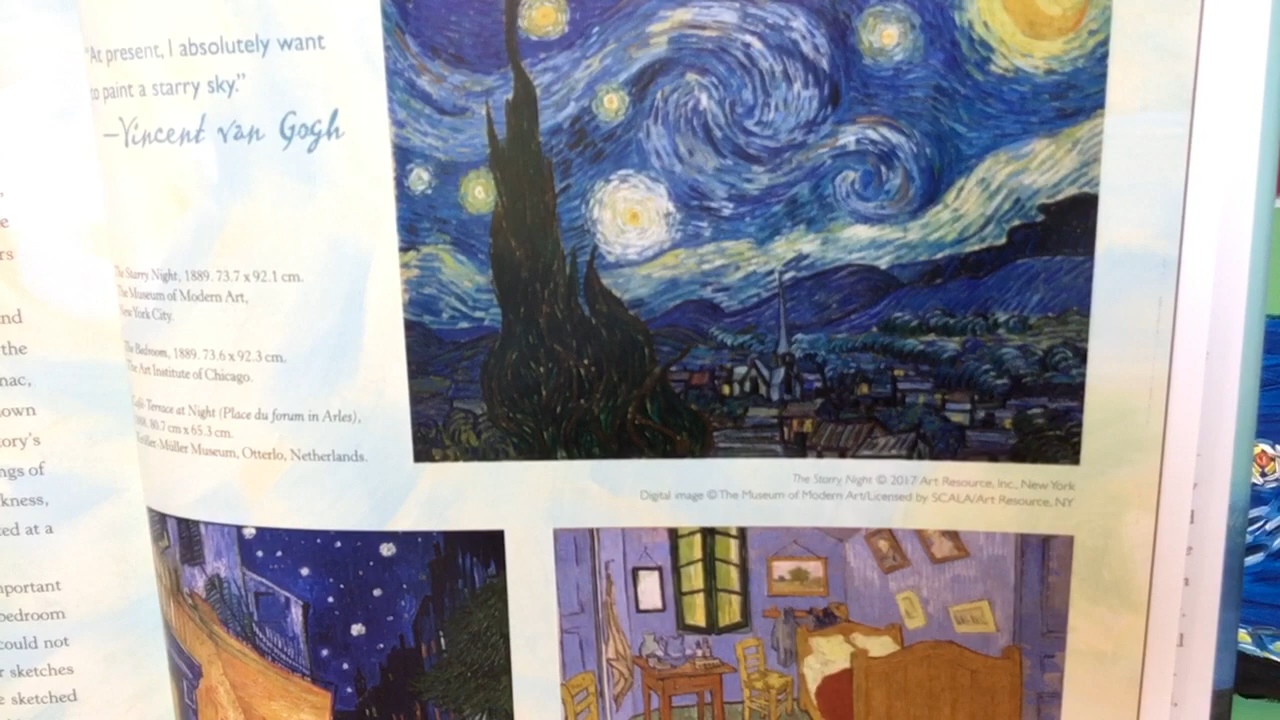 "At present, I absolutely want
to paint a starry sky."
—Vincent van Gogh
The Starry Night, 1889. 73.7 x 92.1 cm.
The Museum of Modern Art,
New York City.
The Bedroom, 1889. 73.6 x 92.3 cm.
The Art Institute of Chicago.
Café-Terrace at Night (Place du forum in Arles),
80.7 cm x 65.3 cm.
Kröller-Müller Museum, Otterlo, Netherlands.
The Starry Night © 2017 Art Resource, Inc., New York
Digital image © The Museum of Modern Art/Licensed by SCALA/Art Resource, NY
the
ings of
ed at a
bedroom
could not
sketches
sketched